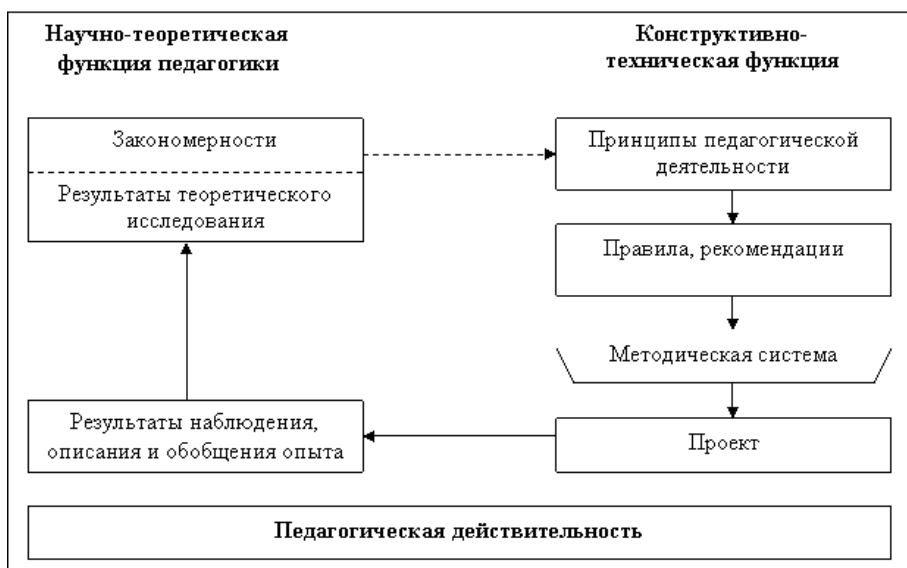 Научно-теоретическая
функция педагогики
Конструктивно-
техническая функция
Закономерности
Результаты теоретического
исследования
Принципы педагогической
деятельности
Правила, рекомендации
Методическая система
Результаты наблюдения,
описания и обобщения опыта
Проект
Педагогическая действительность